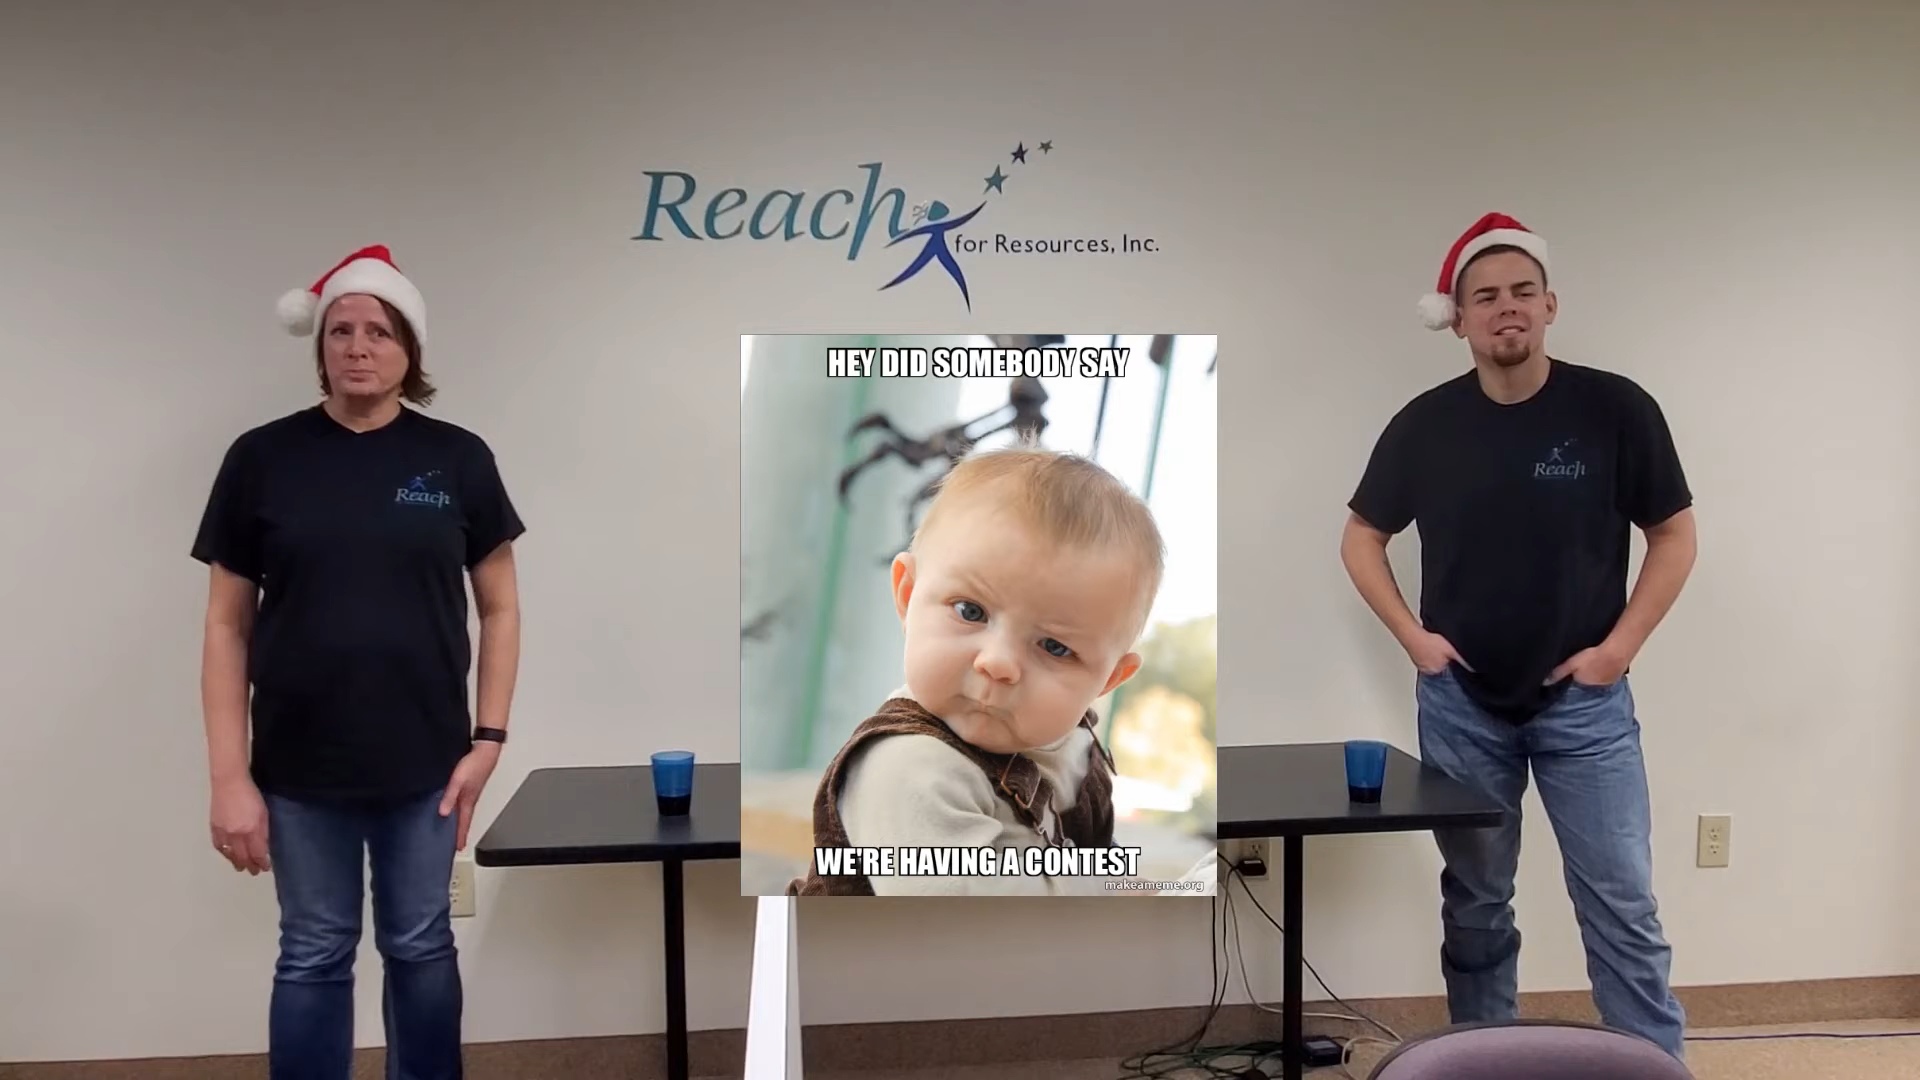 Reach
for Resources, Inc.
HEY DID SOMEBODY SAY
Reach
Reach
WE'RE HAVING A CONTEST
makeameme.org